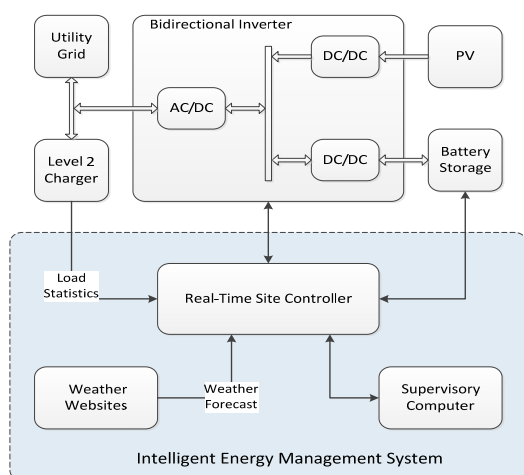 Utility
Grid
Bidirectional Inverter
DC/DC
PV
AC/DC
Level 2
Charger
DC/DC
Battery
Storage
Load
Statistics
Real-Time Site Controller
Weather
Websites
Weather
Forecast
Supervisory
Computer
Intelligent Energy Management System